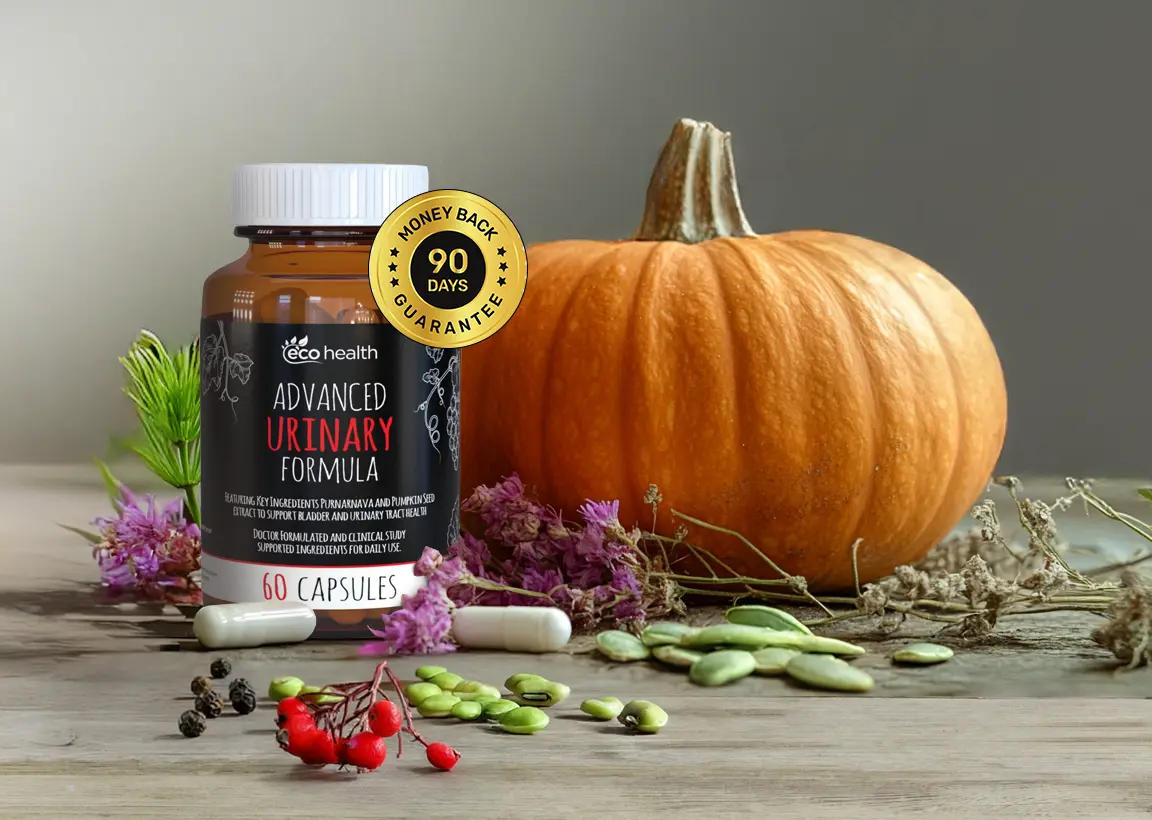 MONEY BACK
90
DAYS
GUARANTEE
eco health
ADVANCED
URINARY
FORMULA
FEATURING KEY INGREDIENTS PURNARNAVA AND PUMPKIN SEED
EXTRACT TO SUPPORT BLADDER AND URINARY TRACT HEALTH
DOCTOR FORMULATED AND CLINICAL STUDY
SUPPORTED INGREDIENTS FOR DAILY USE.
60 CAPSULES